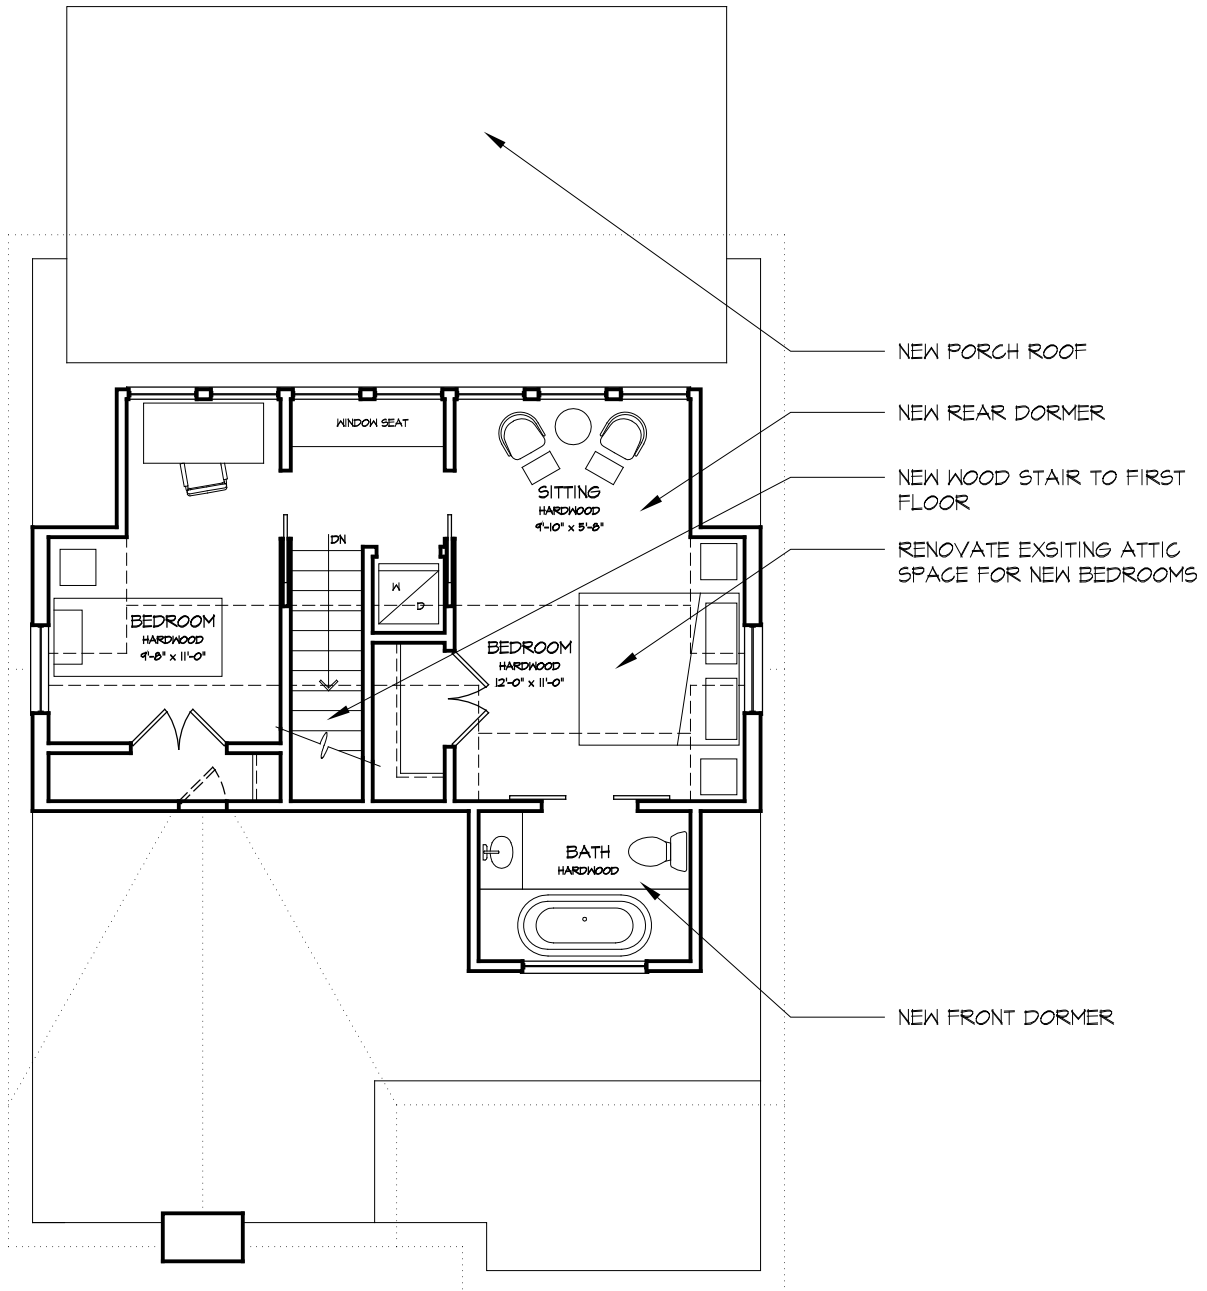 NEW PORCH ROOF
NEW REAR DORMER
WINDOW SEAT
NEW WOOD STAIR TO FIRST
FLOOR
SITTING
HARDWOOD
9'-10" x 5'-8"
DN
RENOVATE EXSITING ATTIC
SPACE FOR NEW BEDROOMS
W
D
BEDROOM
HARDWOOD
9'-8" x 11'-0"
BEDROOM
HARDWOOD
12'-0" x 11'-0"
BATH
HARDWOOD
NEW FRONT DORMER